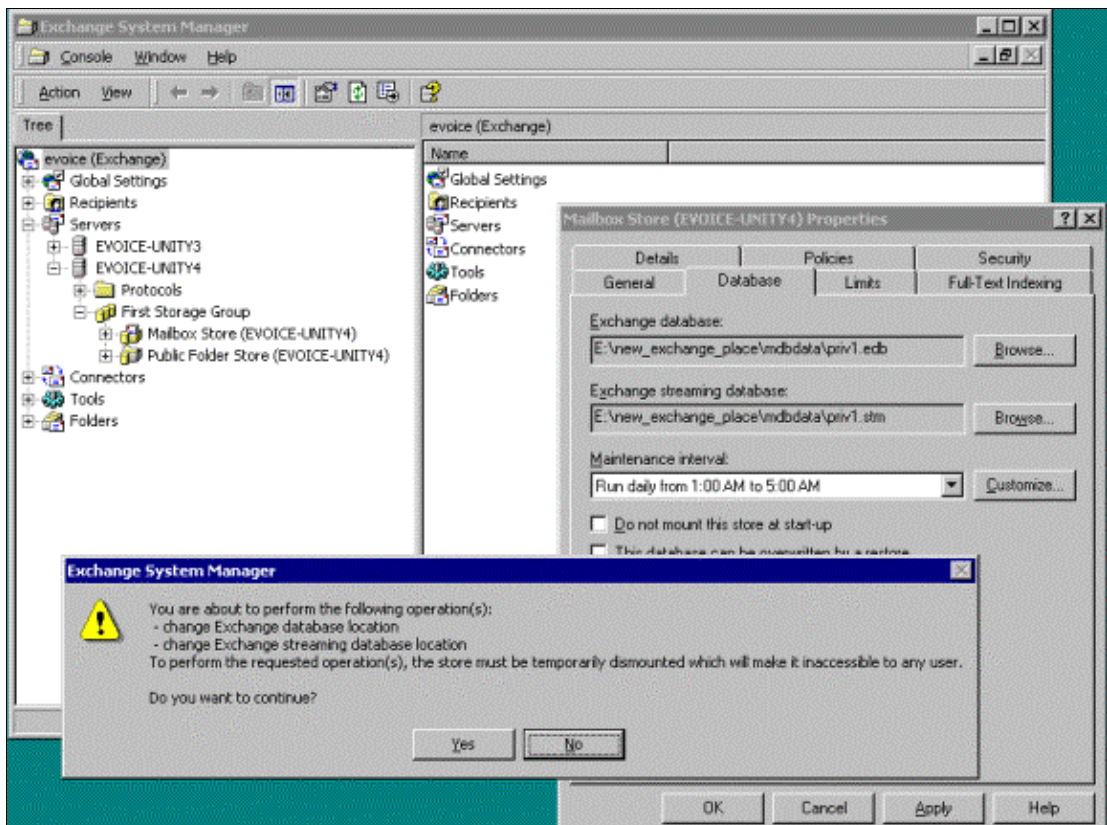 Exchange System Manager
Console Window Help
Action View
Tree
evoice (Exchange)
evoice (Exchange)
Global Settings
Recipients
Servers
EVOICE-UNITY3
EVOICE-UNITY4
Protocols
First Storage Group
Mailbox Store (EVOICE-UNITY4)
Public Folder Store (EVOICE-UNITY4)
Connectors
Tools
Folders
Name
Global Settings
Recipients
Servers
Connectors
Tools
Folders
Mailbox Store (EVOICE-UNITY4) Properties
Details Policies Security
General Database Limits Full-Text Indexing
Exchange database:
E:\new_exchange_place\mdbdata\priv1.edb Browse...
Exchange streaming database:
E:\new_exchange_place\mdbdata\priv1.stm Browse...
Maintenance interval:
Run daily from 1:00 AM to 5:00 AM Customize...
Do not mount this store at start-up
This database can be overwritten by a restore
Exchange System Manager
You are about to perform the following operation(s):
- change Exchange database location
- change Exchange streaming database location
To perform the requested operation(s), the store must be temporarily dismounted which will make it inaccessible to any user.
Do you want to continue?
Yes No
OK Cancel Apply Help